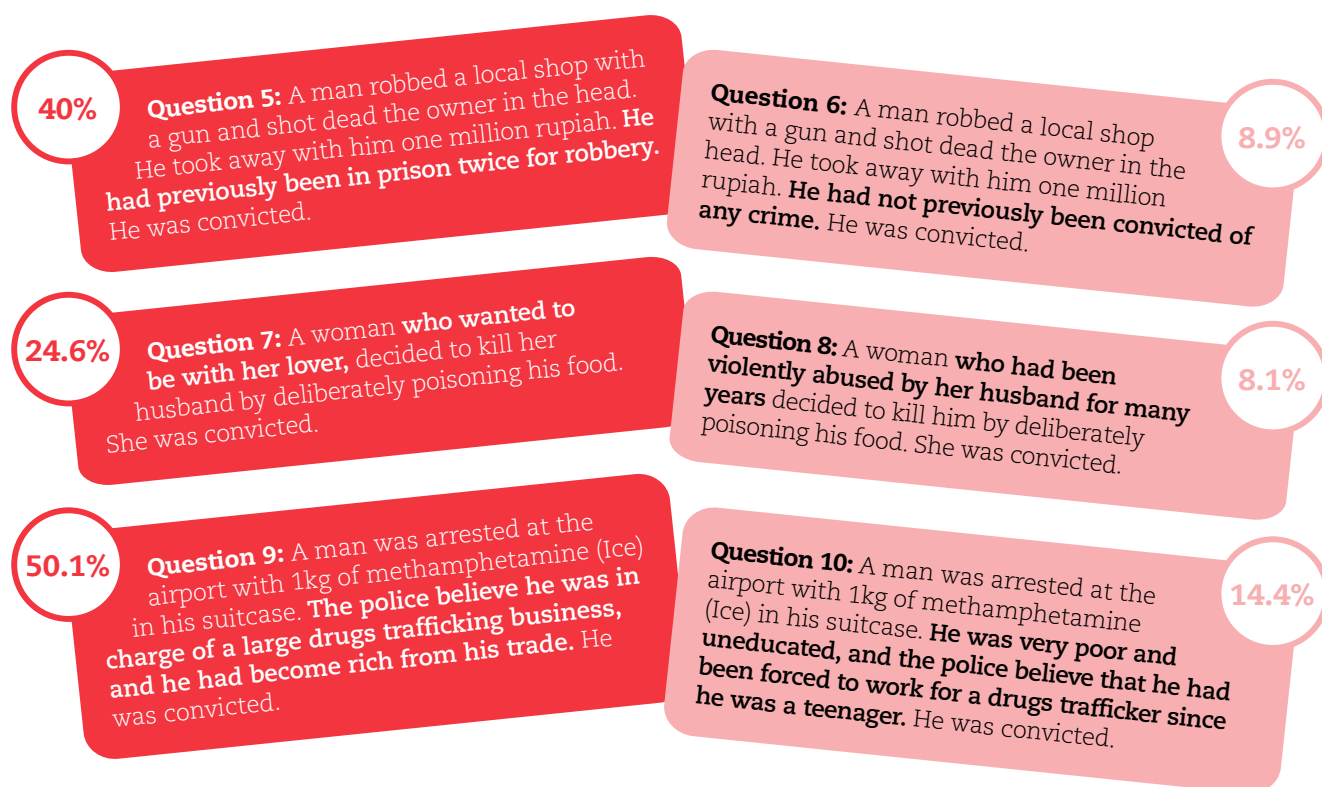 40%
Question 5: A man robbed a local shop with
a gun and shot dead the owner in the head.
He took away with him one million rupiah. He
had previously been in prison twice for robbery.
He was convicted.
Question 6: A man robbed a local shop
with a gun and shot dead the owner in the
head. He took away with him one million
rupiah. He had not previously been convicted of
any crime. He was convicted.
8.9%
24.6%
Question 7: A woman who wanted to
be with her lover, decided to kill her
husband by deliberately poisoning his food.
She was convicted.
Question 8: A woman who had been
violently abused by her husband for many
years decided to kill him by deliberately
poisoning his food. She was convicted.
8.1%
50.1%
Question 9: A man was arrested at the
airport with 1kg of methamphetamine (Ice)
in his suitcase. The police believe he was in
charge of a large drugs trafficking business,
and he had become rich from his trade. He
was convicted.
Question 10: A man was arrested at the
airport with 1kg of methamphetamine
(Ice) in his suitcase. He was very poor and
uneducated, and the police believe that he had
been forced to work for a drugs trafficker since
he was a teenager. He was convicted.
14.4%